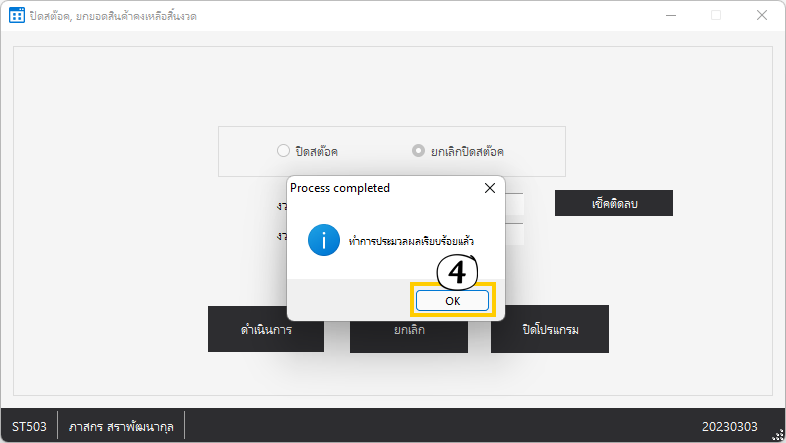 ปิดสต๊อค, ยกยอดสินค้าคงเหลือสิ้นงวด
ปิดสต๊อค
ยกเลิกปิดสต๊อค
Process completed
เช็คติดลบ
ทำการประมวลผลเรียบร้อยแล้ว
4
OK
ดำเนินการ
ยกเลิก
ปิดโปรแกรม
ST503
ภาสกร สราพัฒนากุล
20230303